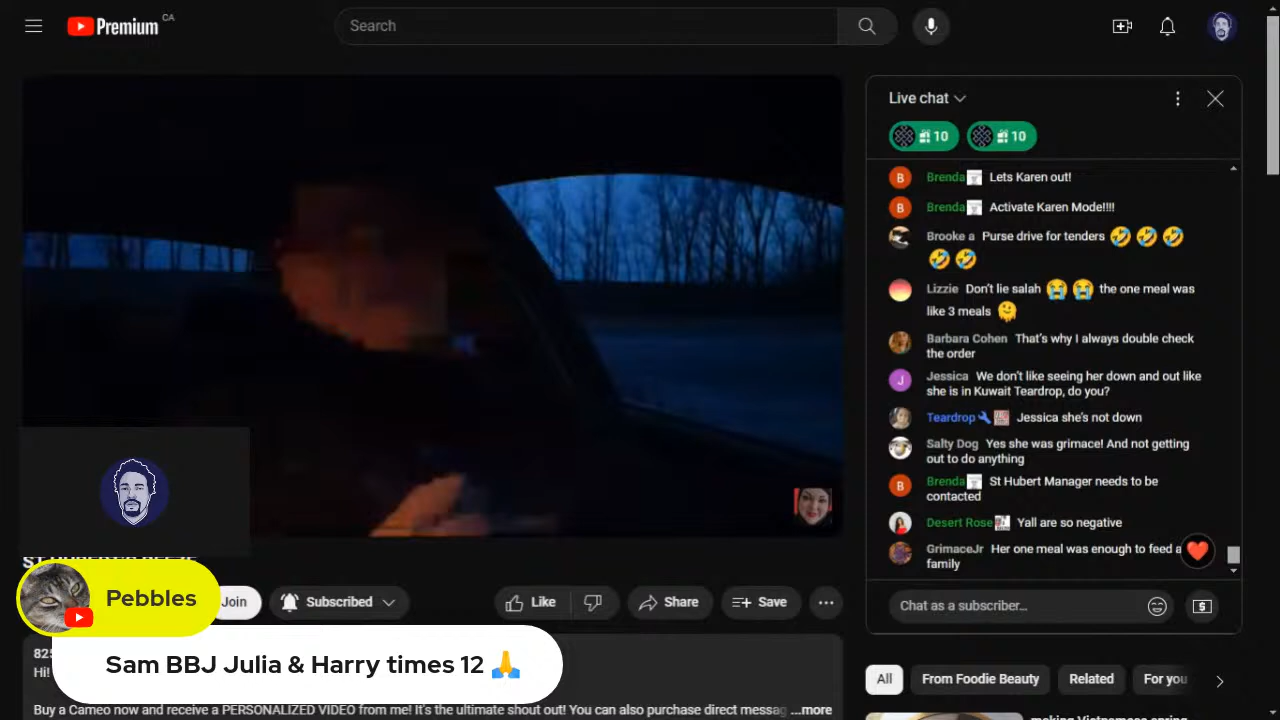 Premium CA
Search
Live chat
10
10
B Brenda Lets Karen out!
B Brenda Activate Karen Mode!!!!
Brooke a Purse drive for tenders 🤣 🤣 🤣
🤣 🤣
Lizzie Don't lie salah 😭 😭 the one meal was
like 3 meals 🫠
Barbara Cohen That's why I always double check
the order
J Jessica We don't like seeing her down and out like
she is in Kuwait Teardrop, do you?
Teardrop Jessica she's not down
Salty Dog Yes she was grimace! And not getting
out to do anything
B Brenda St Hubert Manager needs to be
contacted
Desert Rose Yall are so negative
GrimaceJr Her one meal was enough to feed a
family
Chat as a subscriber...
Pebbles
Join
Subscribed
Like
Share
Save
Sam BBJ Julia & Harry times 12 🙏
825
Hi!
Buy a Cameo now and receive a PERSONALIZED VIDEO from me! It's the ultimate shout out! You can also purchase direct messag ...more
All
From Foodie Beauty
Related
For you
making Vietnamese spring